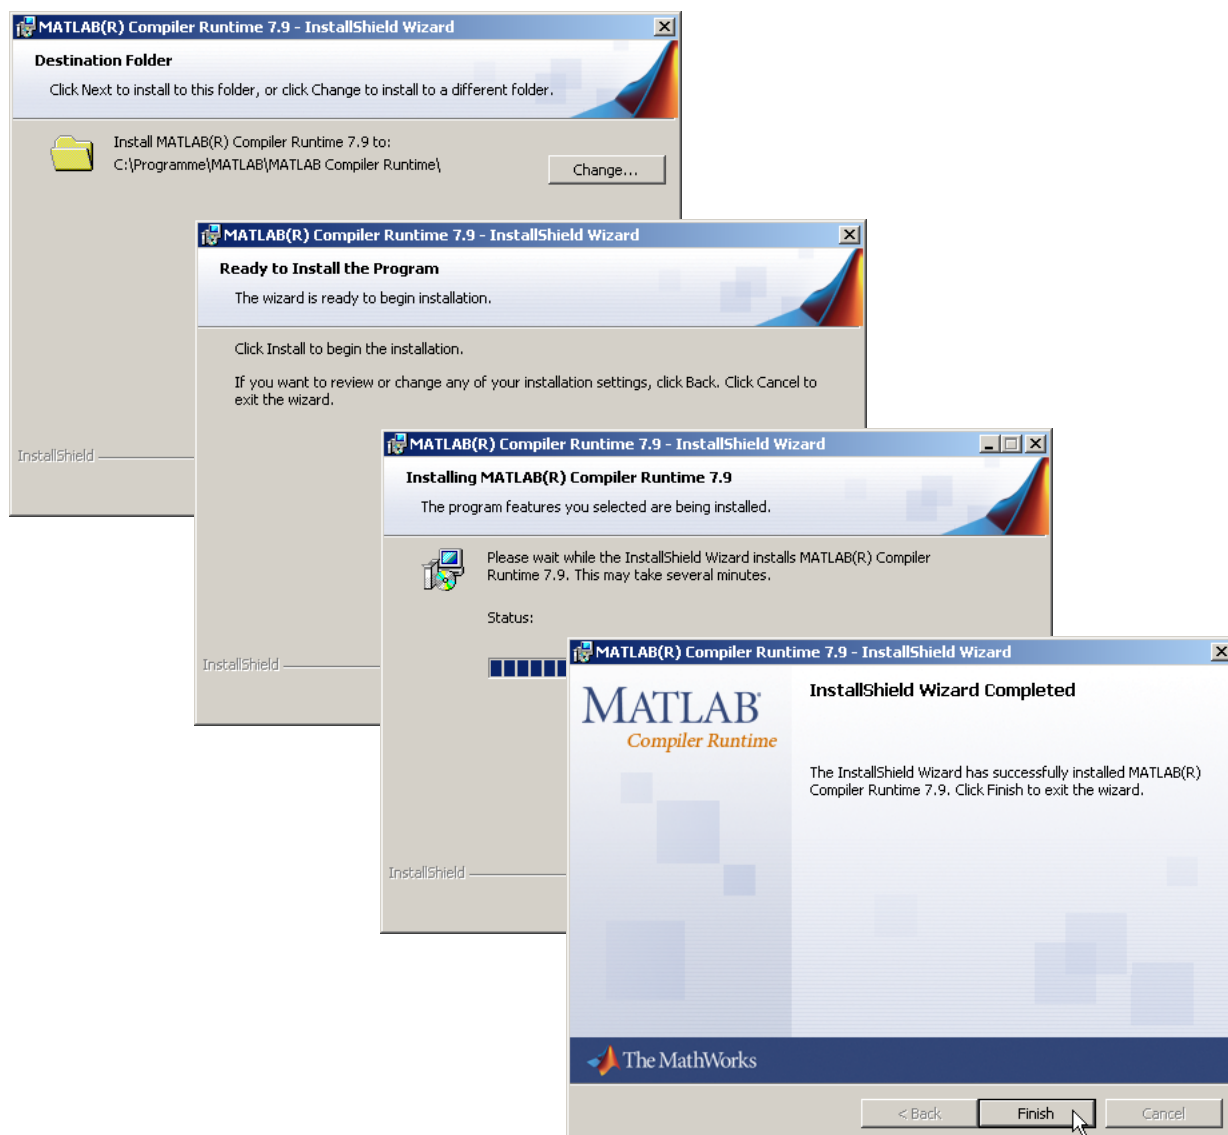 MATLAB(R) Compiler Runtime 7.9 - InstallShield Wizard
Destination Folder
Click Next to install to this folder, or click Change to install to a different folder.
Install MATLAB(R) Compiler Runtime 7.9 to:
C:\Programme\MATLAB\MATLAB Compiler Runtime\
Change...
InstallShield
MATLAB(R) Compiler Runtime 7.9 - InstallShield Wizard
Ready to Install the Program
The wizard is ready to begin installation.
Click Install to begin the installation.
If you want to review or change any of your installation settings, click Back. Click Cancel to
exit the wizard.
InstallShield
MATLAB(R) Compiler Runtime 7.9 - InstallShield Wizard
Installing MATLAB(R) Compiler Runtime 7.9
The program features you selected are being installed.
Please wait while the InstallShield Wizard installs MATLAB(R) Compiler
Runtime 7.9. This may take several minutes.
Status:
InstallShield
MATLAB(R) Compiler Runtime 7.9 - InstallShield Wizard
MATLAB®
Compiler Runtime
InstallShield Wizard Completed
The InstallShield Wizard has successfully installed MATLAB(R)
Compiler Runtime 7.9. Click Finish to exit the wizard.
The MathWorks
< Back Finish Cancel